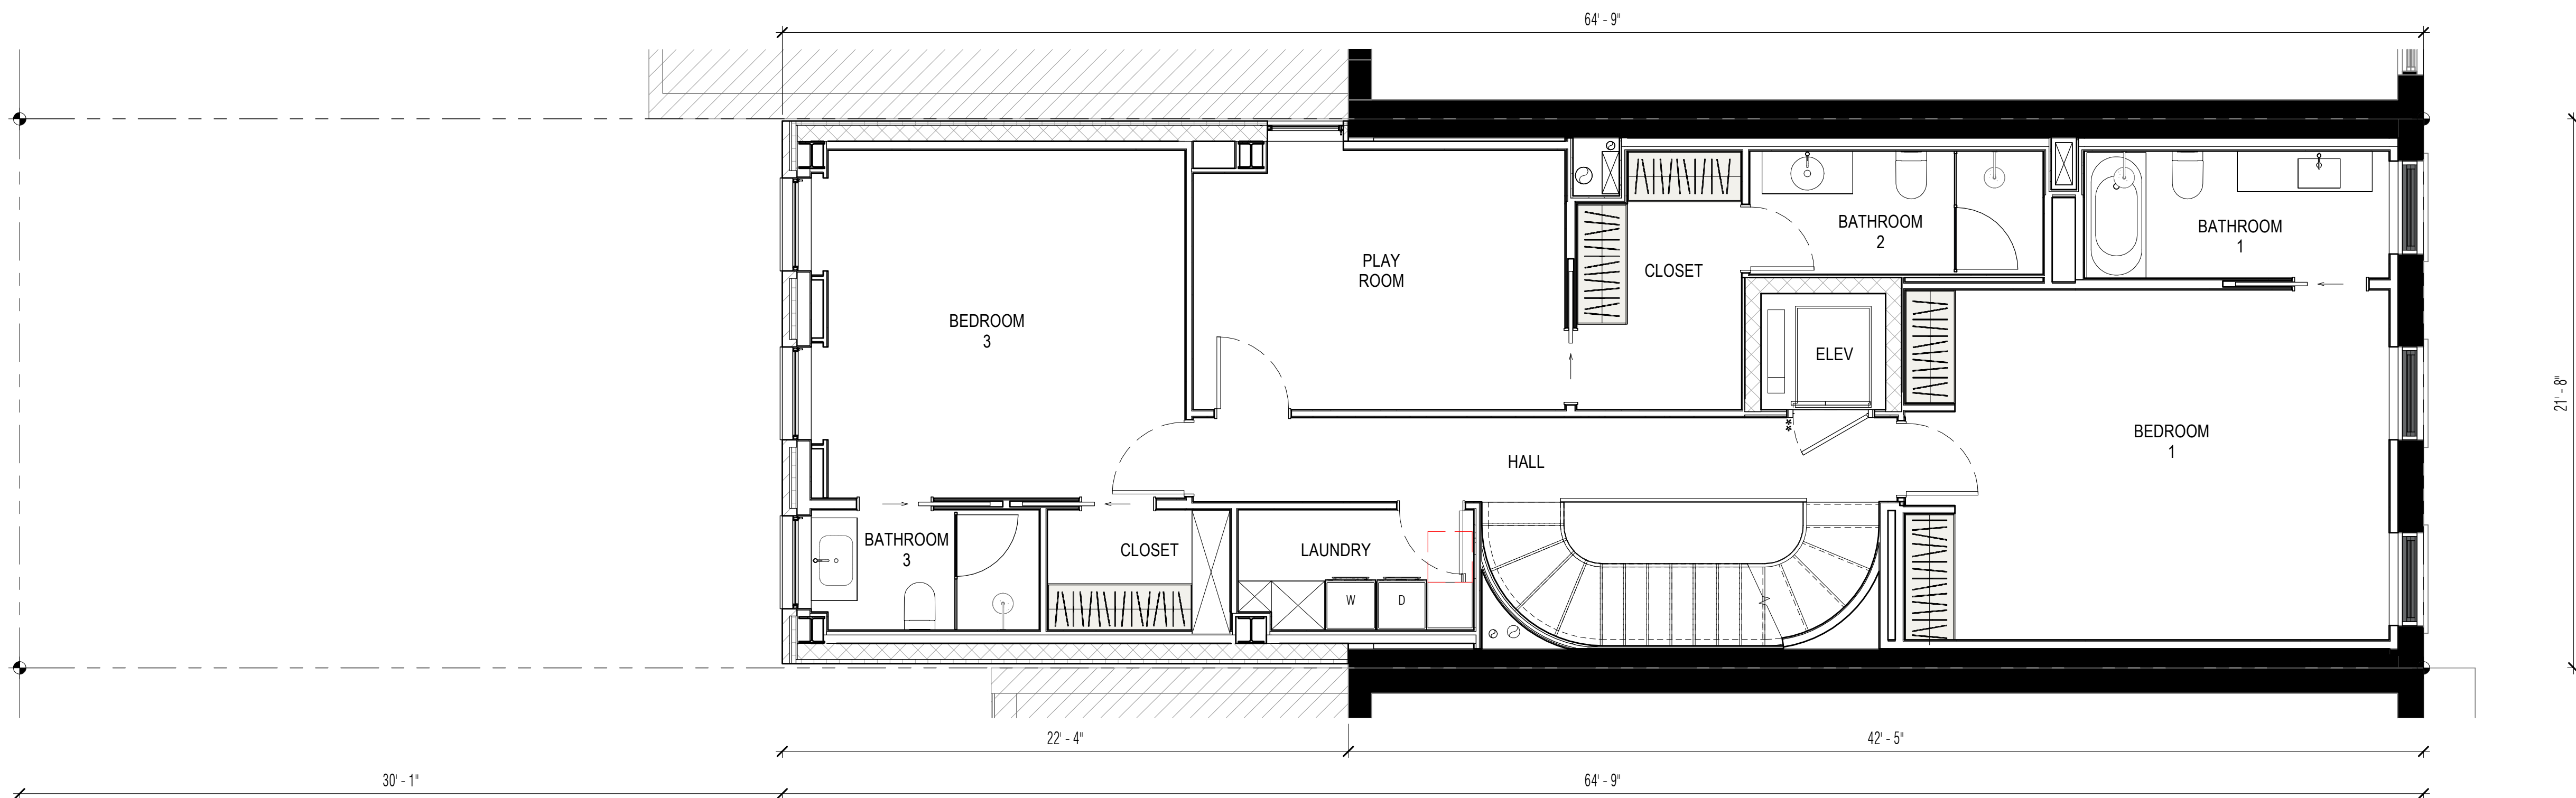 64' - 9"
PLAY
ROOM
BATHROOM
2
BATHROOM
1
CLOSET
BEDROOM
3
ELEV
21' - 8"
**
BEDROOM
1
HALL
BATHROOM
3
CLOSET
LAUNDRY
W
D
22' - 4"
42' - 5"
30' - 1"
64' - 9"